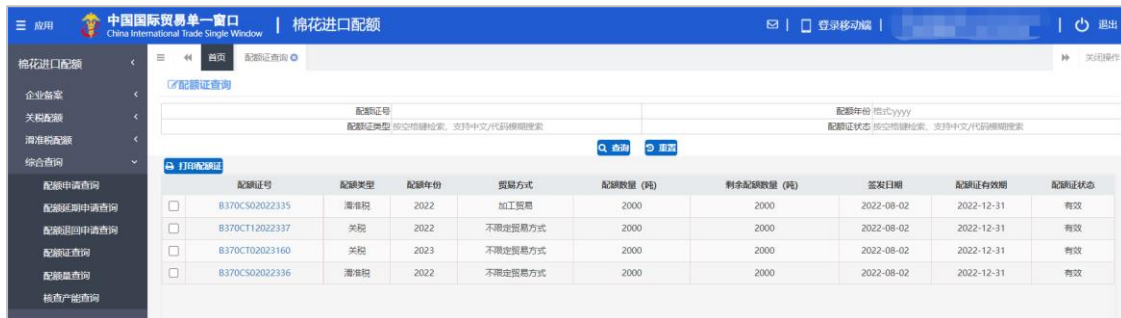 应用 中国国际贸易单一窗口 | 棉花进口配额 | 登录移动端 | | 退出
China International Trade Single Window
棉花进口配额 首页 配额证查询 关闭操作
配额证查询
企业备案
关税配额
滑准税配额
综合查询
配额申请查询
配额延期申请查询
配额退回申请查询
配额证查询
配额量查询
核查产能查询
配额证号 配额年份 格式yyyy
配额证类型 按空格键检索，支持中文/代码模糊搜索 配额证状态 按空格键检索，支持中文/代码模糊搜索
查询 重置
打印配额证
配额证号 配额类型 配额年份 贸易方式 配额数量（吨） 剩余配额数量（吨） 签发日期 配额证有效期 配额证状态
B370CS02022335 滑准税 2022 加工贸易 2000 2000 2022-08-02 2022-12-31 有效
B370CT12022337 关税 2022 不限定贸易方式 2000 2000 2022-08-02 2022-12-31 有效
B370CT02023160 关税 2023 不限定贸易方式 2000 2000 2022-08-02 2022-12-31 有效
B370CS02022336 滑准税 2022 不限定贸易方式 2000 2000 2022-08-02 2022-12-31 有效